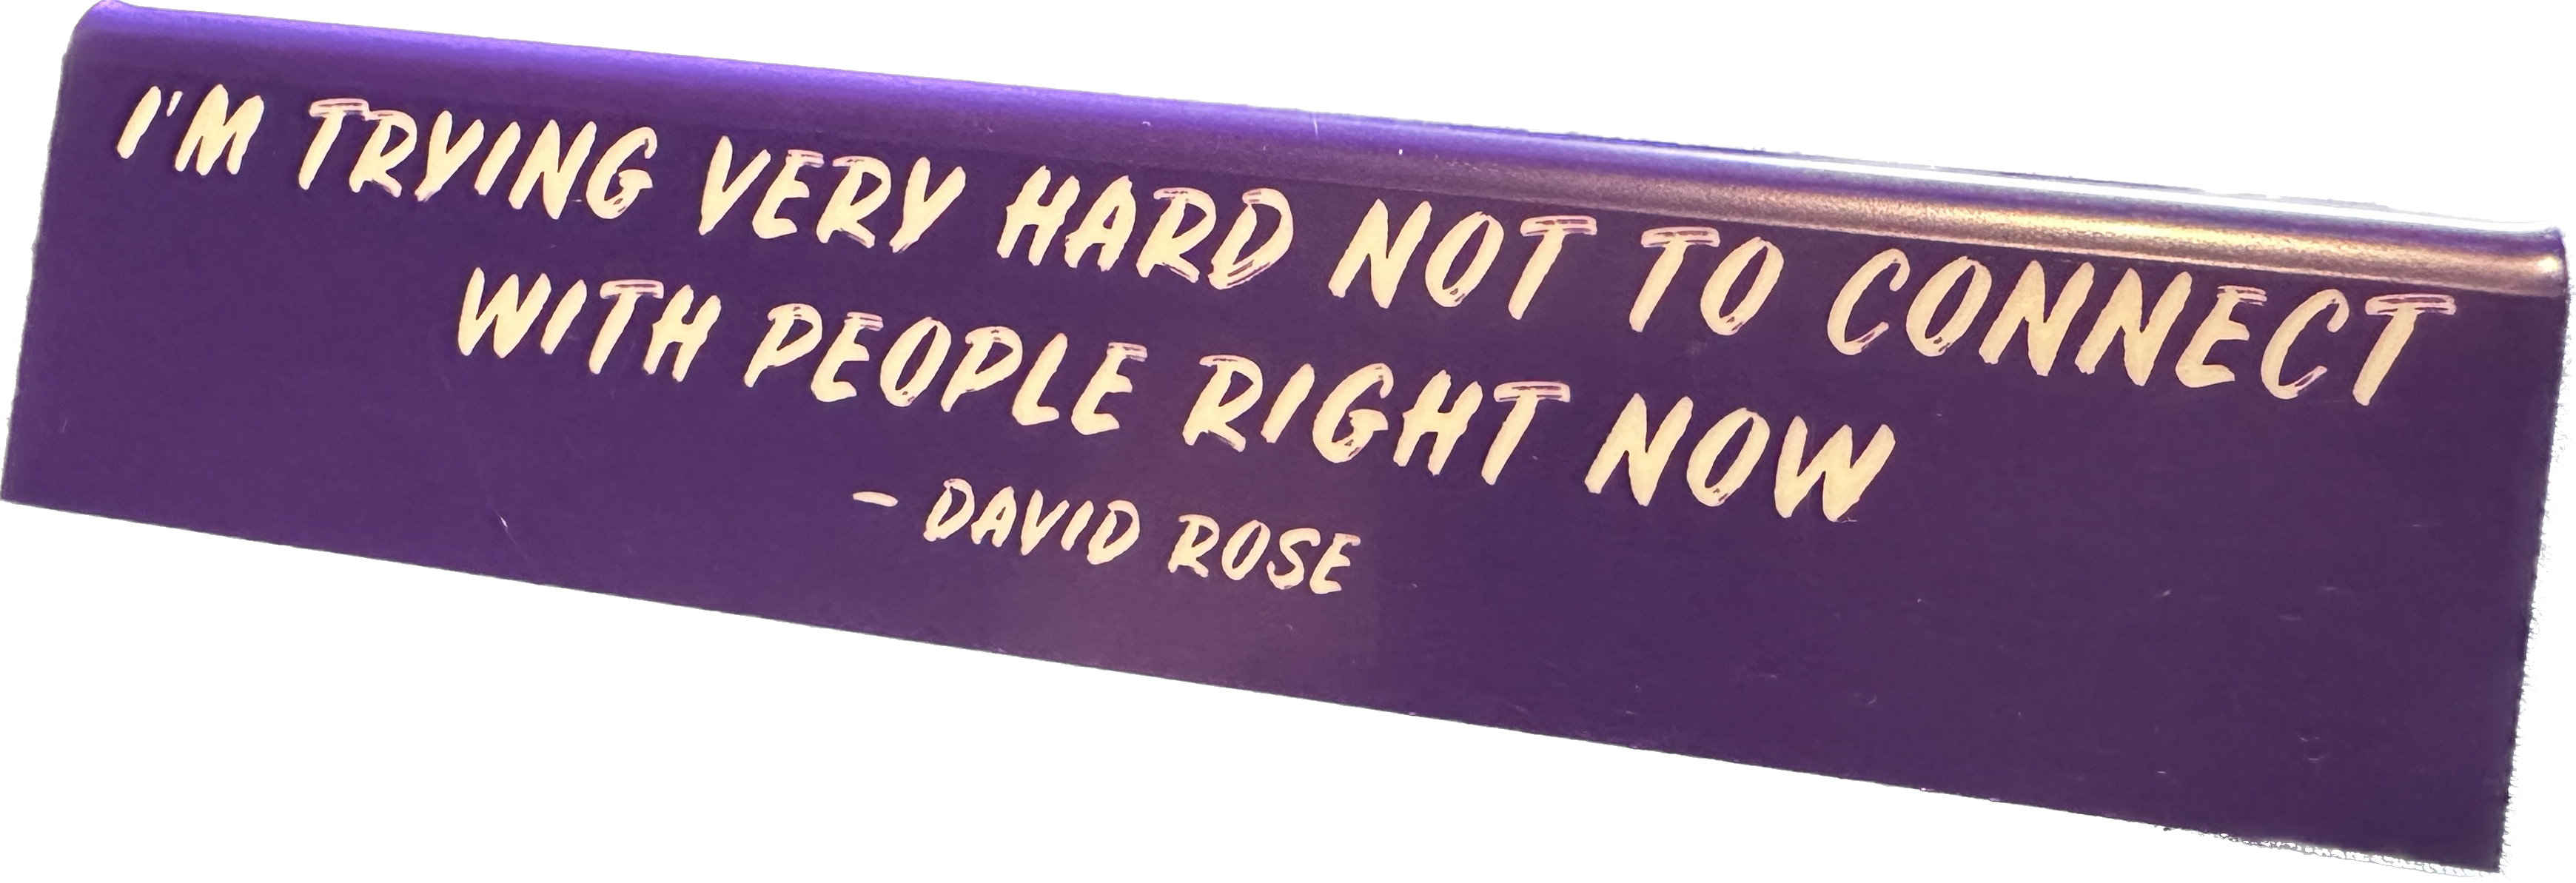 I'M TRYING VERY HARD NOT TO CONNECT
WITH PEOPLE RIGHT NOW
- DAVID ROSE